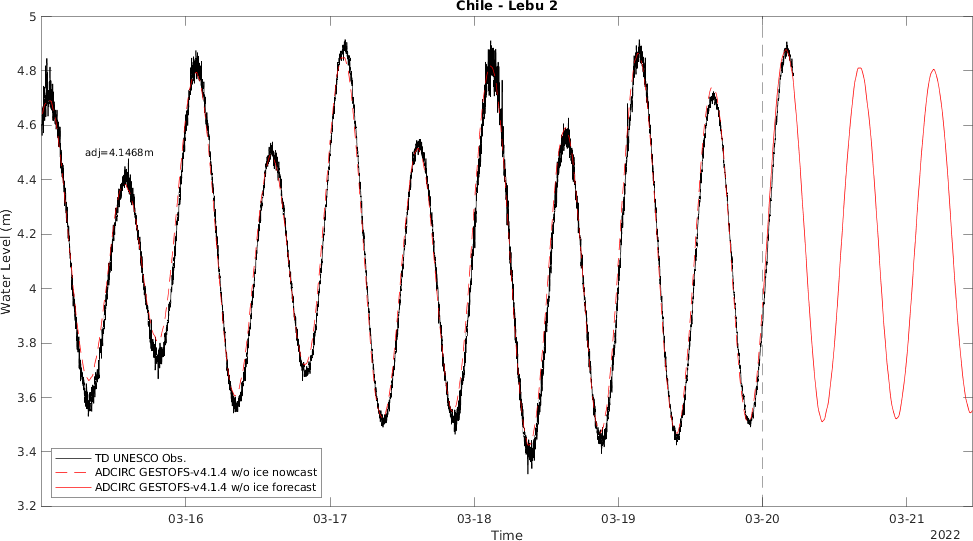 Chile - Lebu 2
5
4.8
4.6
4.4
4.2
4
3.8
3.6
3.4
3.2
Water Level (m)
adj=4.1468m
TD UNESCO Obs.
ADCIRC GESTOFS-v4.1.4 w/o ice nowcast
ADCIRC GESTOFS-v4.1.4 w/o ice forecast
03-16 03-17 03-18 03-19 03-20 03-21
Time
2022